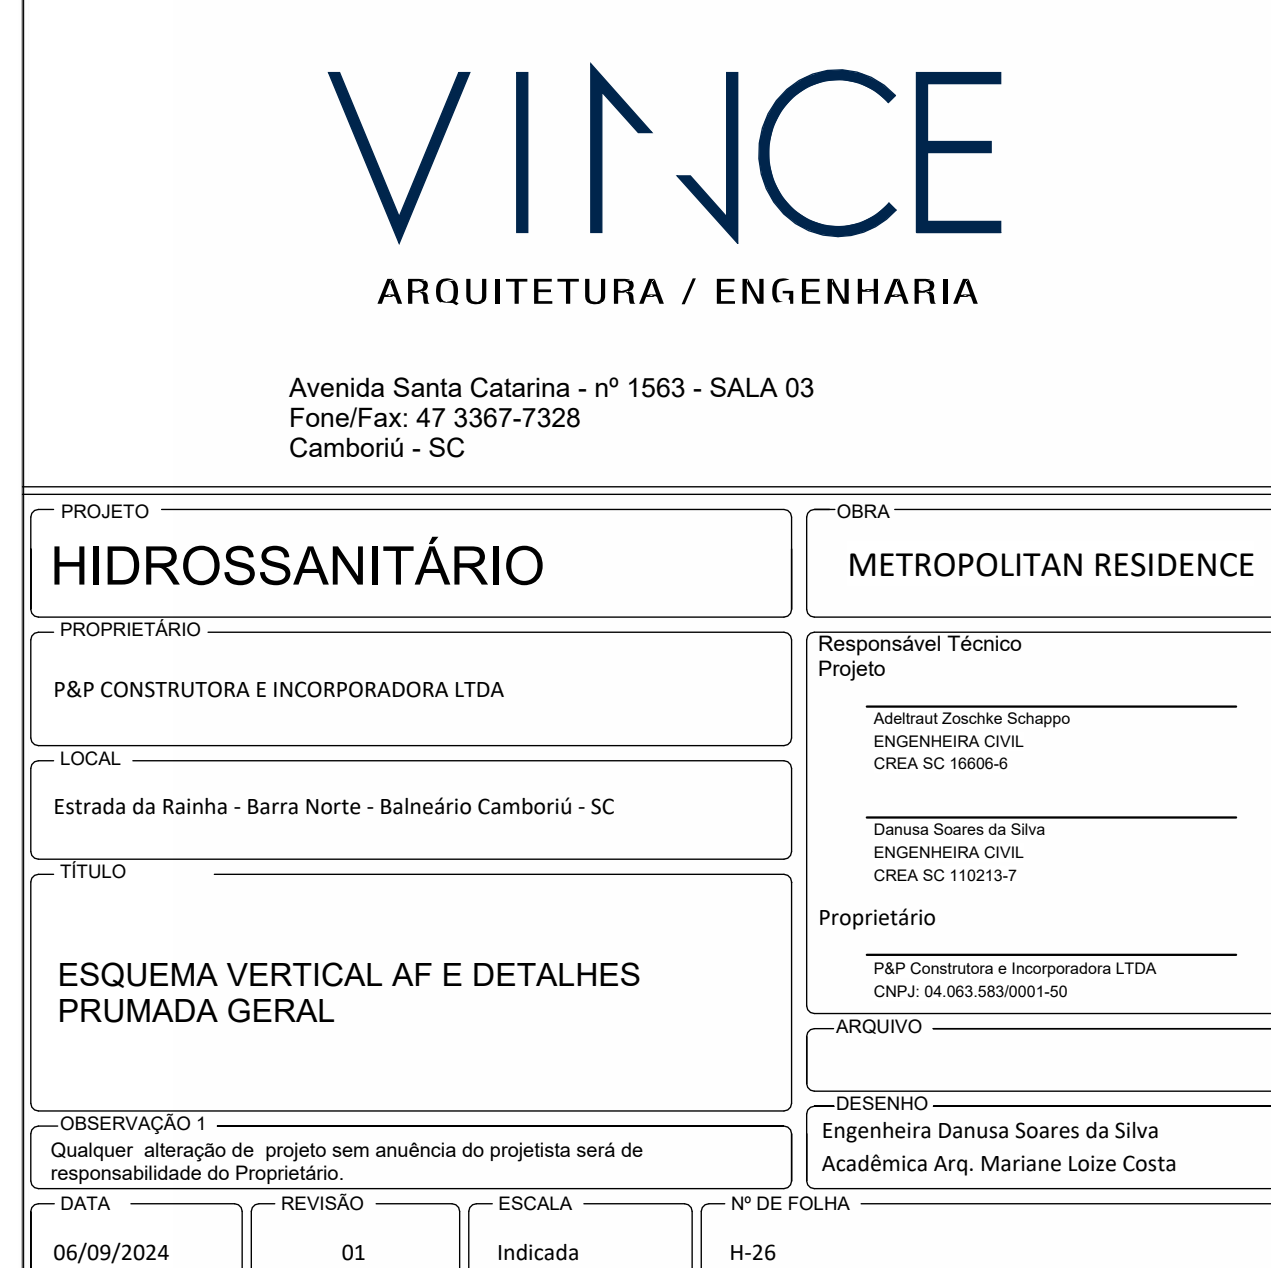 VINCE
ARQUITETURA / ENGENHARIA
Avenida Santa Catarina - nº 1563 - SALA 03
Fone/Fax: 47 3367-7328
Camboriú - SC
PROJETO
HIDROSSANITÁRIO
OBRA
METROPOLITAN RESIDENCE
PROPRIETÁRIO
P&P CONSTRUTORA E INCORPORADORA LTDA
LOCAL
Estrada da Rainha - Barra Norte - Balneário Camboriú - SC
TÍTULO
ESQUEMA VERTICAL AF E DETALHES
PRUMADA GERAL
Responsável Técnico
Projeto
Adeltraut Zoschke Schappo
ENGENHEIRA CIVIL
CREA SC 16606-6
Danusa Soares da Silva
ENGENHEIRA CIVIL
CREA SC 110213-7
Proprietário
P&P Construtora e Incorporadora LTDA
CNPJ: 04.063.583/0001-50
ARQUIVO
OBSERVAÇÃO 1
Qualquer alteração de projeto sem anuência do projetista será de
responsabilidade do Proprietário.
DESENHO
Engenheira Danusa Soares da Silva
Acadêmica Arq. Mariane Loize Costa
DATA
06/09/2024
REVISÃO
01
ESCALA
Indicada
Nº DE FOLHA
H-26